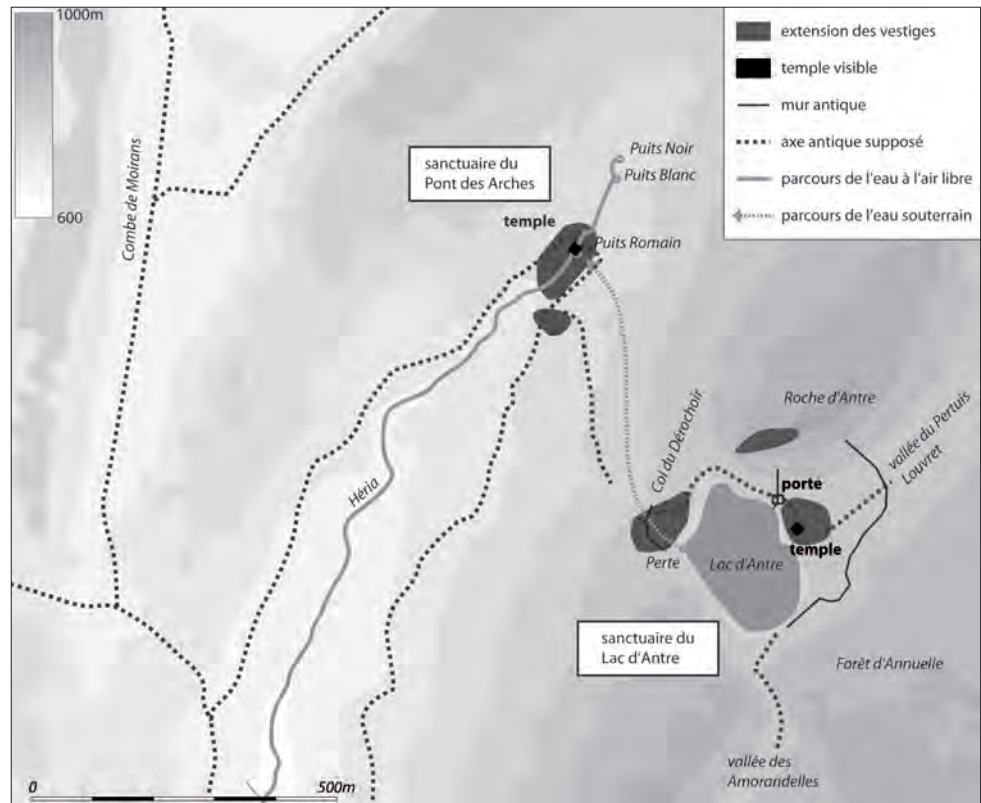 1000m
600
extension des vestiges
temple visible
mur antique
axe antique supposé
parcours de l'eau à l'air libre
parcours de l'eau souterrain
Combe de Moirans
sanctuaire du
Pont des Arches
Puits Noir
Puits Blanc
temple
Puits Romain
Héria
Col du Dérochoir
Roche d'Antre
vallée du Pertuis
Louvret
porte
temple
Perte
Lac d'Antre
sanctuaire du
Lac d'Antre
Forêt d'Annuelle
vallée des
Amorandelles
0
500m